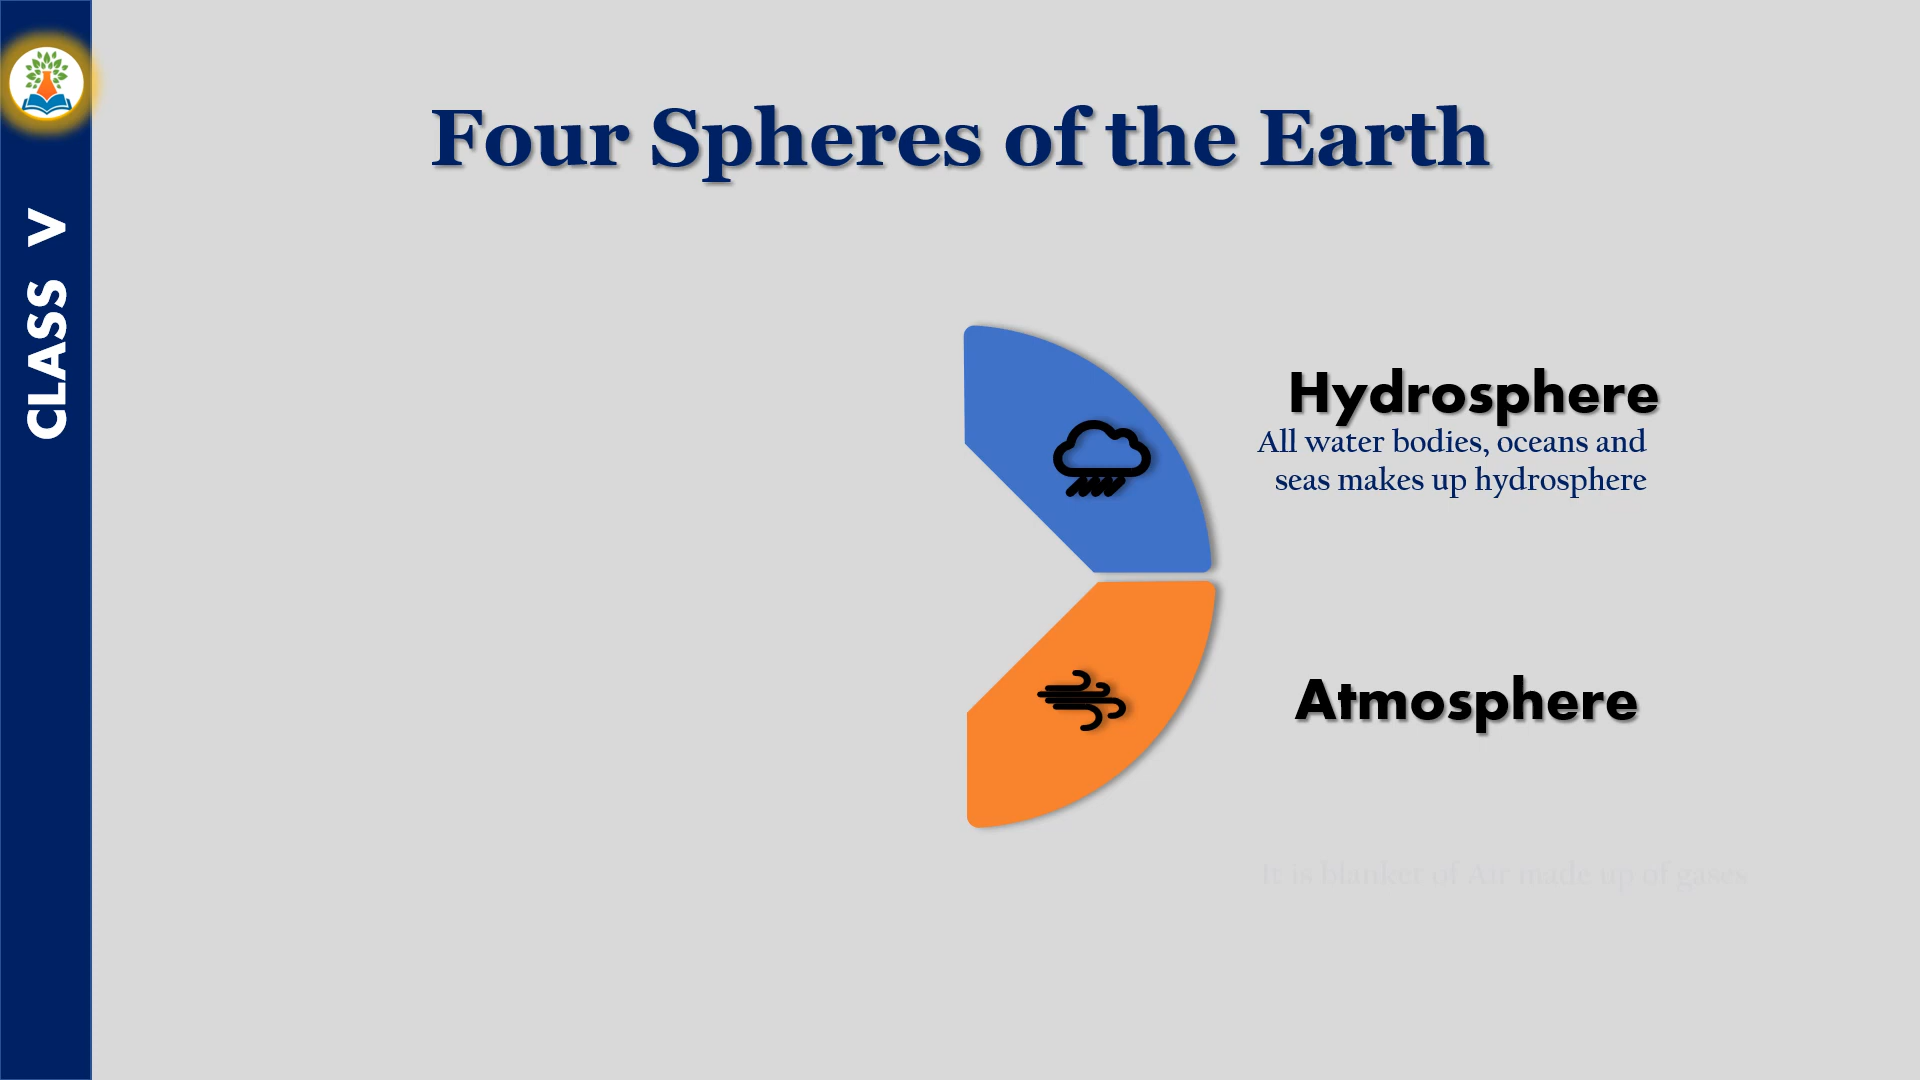 CLASS V
Four Spheres of the Earth
Hydrosphere
All water bodies, oceans and
seas makes up hydrosphere
Atmosphere
It is blanker of Air made up of gases